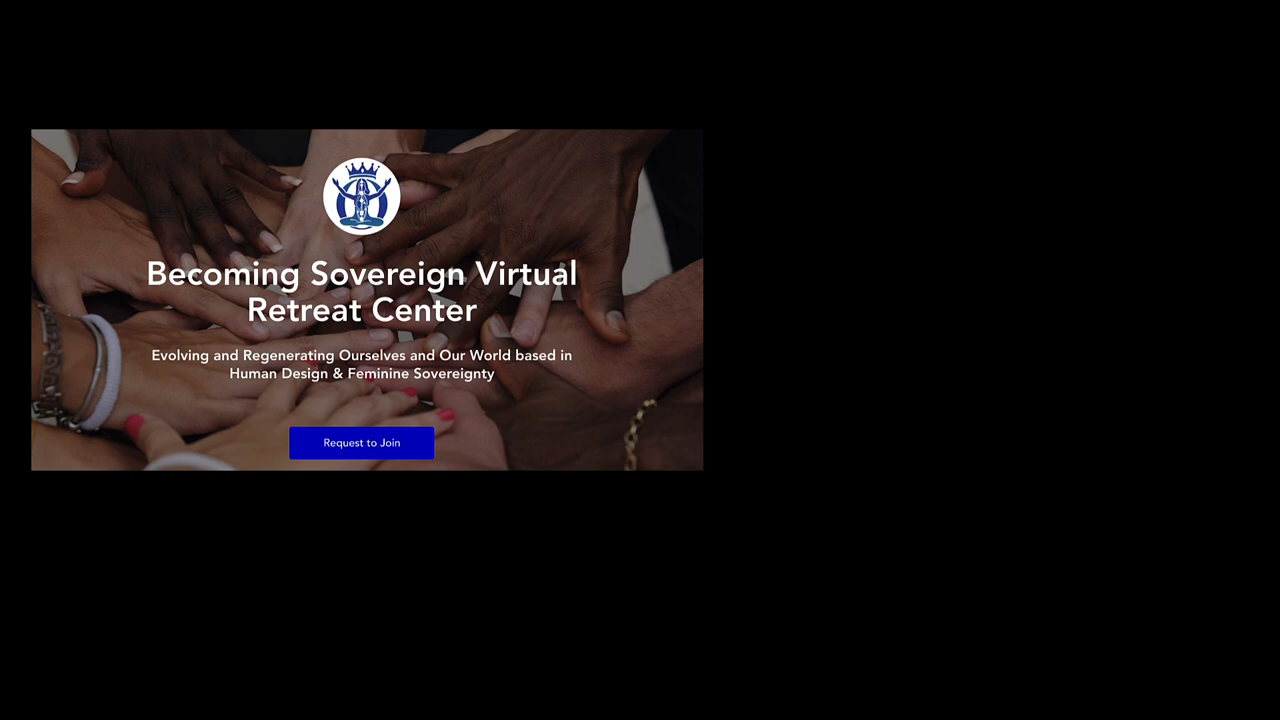 Becoming Sovereign Virtual
Retreat Center
Evolving and Regenerating Ourselves and Our World based in
Human Design & Feminine Sovereignty
Request to Join